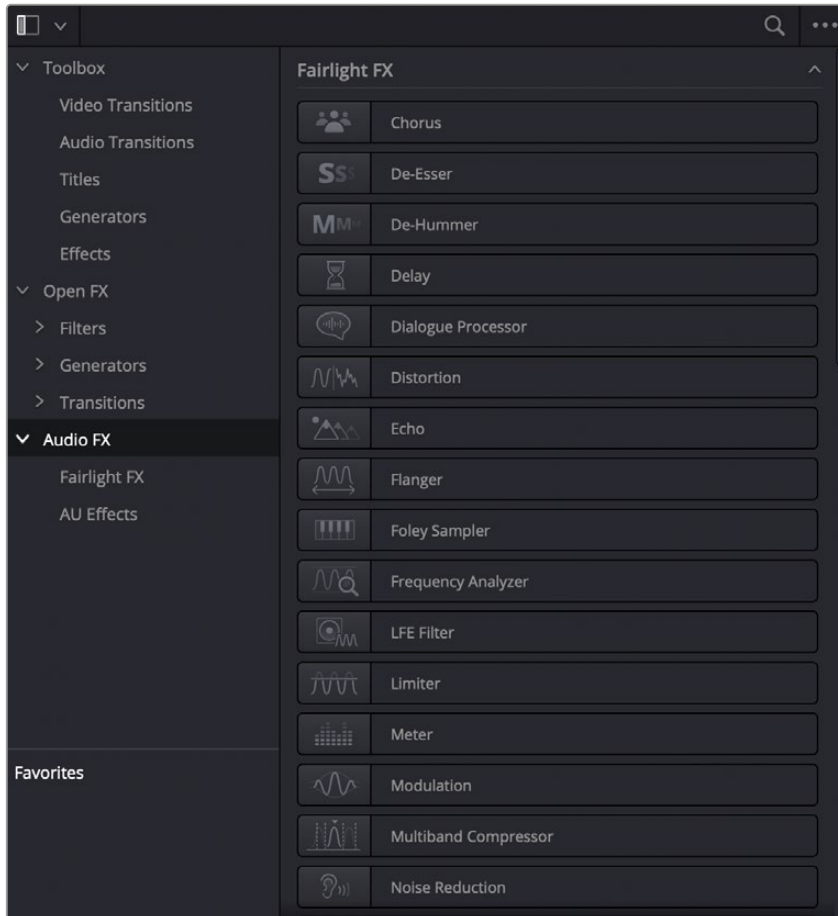 Toolbox
Video Transitions
Audio Transitions
Titles
Generators
Effects
Open FX
Filters
Generators
Transitions
Audio FX
Fairlight FX
AU Effects
Favorites
Fairlight FX
Chorus
SSS
De-Esser
MMM
De-Hummer
Delay
Dialogue Processor
Distortion
Echo
Flanger
Foley Sampler
Frequency Analyzer
LFE Filter
Limiter
Meter
Modulation
Multiband Compressor
Noise Reduction